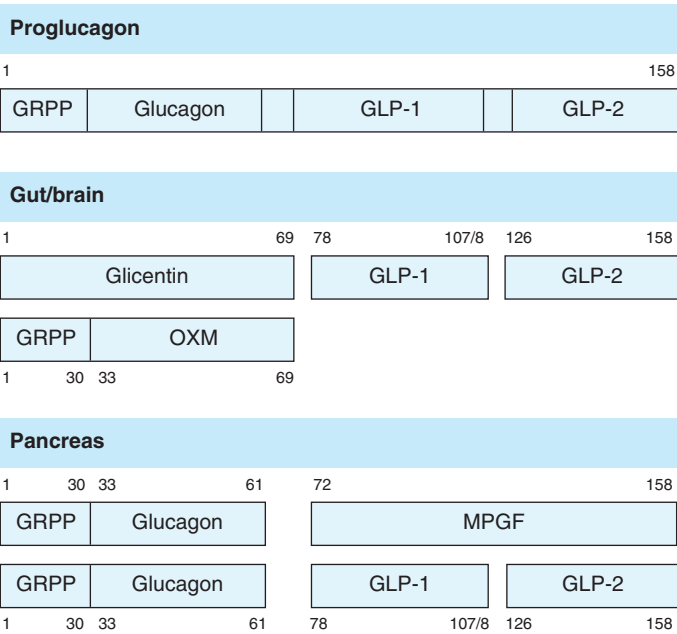 Proglucagon
1 158
GRPP Glucagon GLP-1 GLP-2
Gut/brain
1 69 78 107/8 126 158
Glicentin GLP-1 GLP-2
GRPP OXM
1 30 33 69
Pancreas
1 30 33 61 72 158
GRPP Glucagon MPGF
GRPP Glucagon GLP-1 GLP-2
1 30 33 61 78 107/8 126 158